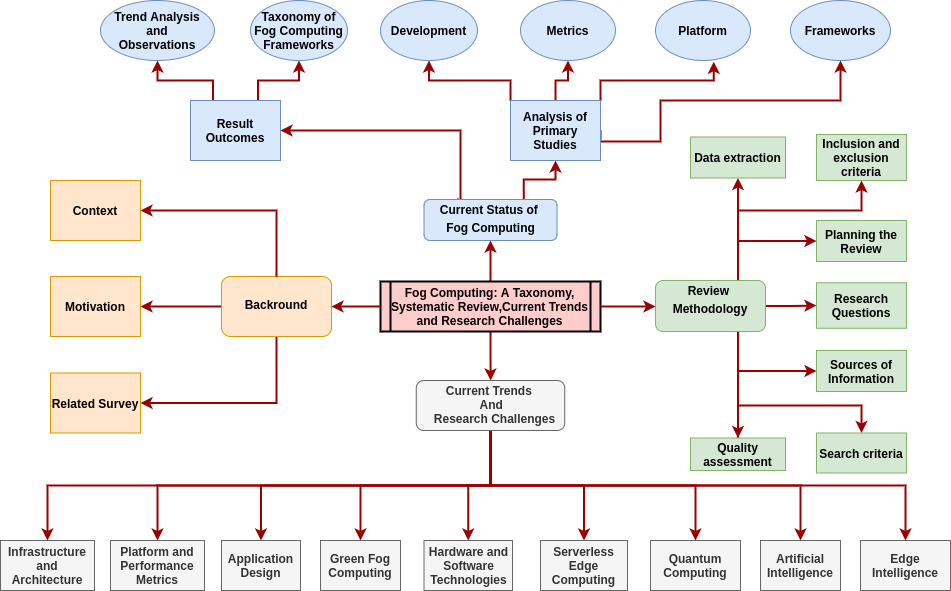 Trend Analysis
and
Observations
Taxonomy of
Fog Computing
Frameworks
Development
Metrics
Platform
Frameworks
Result
Outcomes
Analysis of
Primary
Studies
Data extraction
Inclusion and
exclusion
criteria
Context
Current Status of
Fog Computing
Planning the
Review
Motivation
Backround
Fog Computing: A Taxonomy,
Systematic Review,Current Trends
and Research Challenges
Review
Methodology
Research
Questions
Related Survey
Current Trends
And
Research Challenges
Sources of
Information
Quality
assessment
Search criteria
Infrastructure
and
Architecture
Platform and
Performance
Metrics
Application
Design
Green Fog
Computing
Hardware and
Software
Technologies
Serverless
Edge
Computing
Quantum
Computing
Artificial
Intelligence
Edge
Intelligence